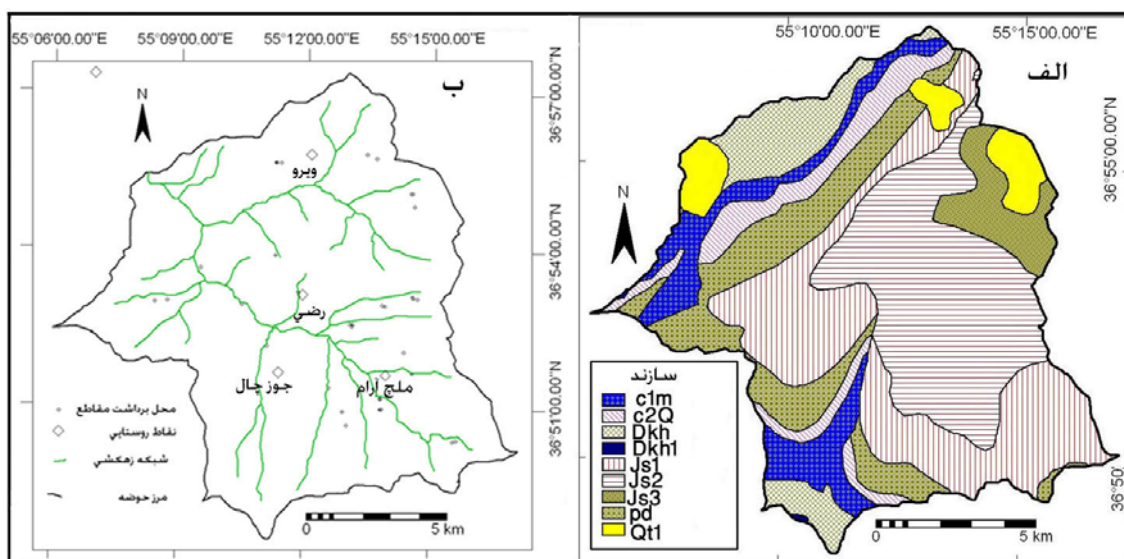 55°06'00.00"E 55°09'00.00"E 55°12'00.00"E 55°15'00.00"E
ب
N
36°57'00.00"N
36°54'00.00"N
36°51'00.00"N
ويرو
رضي
جوز چال
ملچ آرام
محل برداشت مقاطع
نقاط روستايي
شبكه زهكشي
مرز حوضه
0 5 km
55°10'00.00"E 55°15'00.00"E
الف
N
36°55'00.00"N
36°50'
سازند
c1m
c2Q
Dkh
Dkh1
Js1
Js2
Js3
pd
Qt1
0 5 km